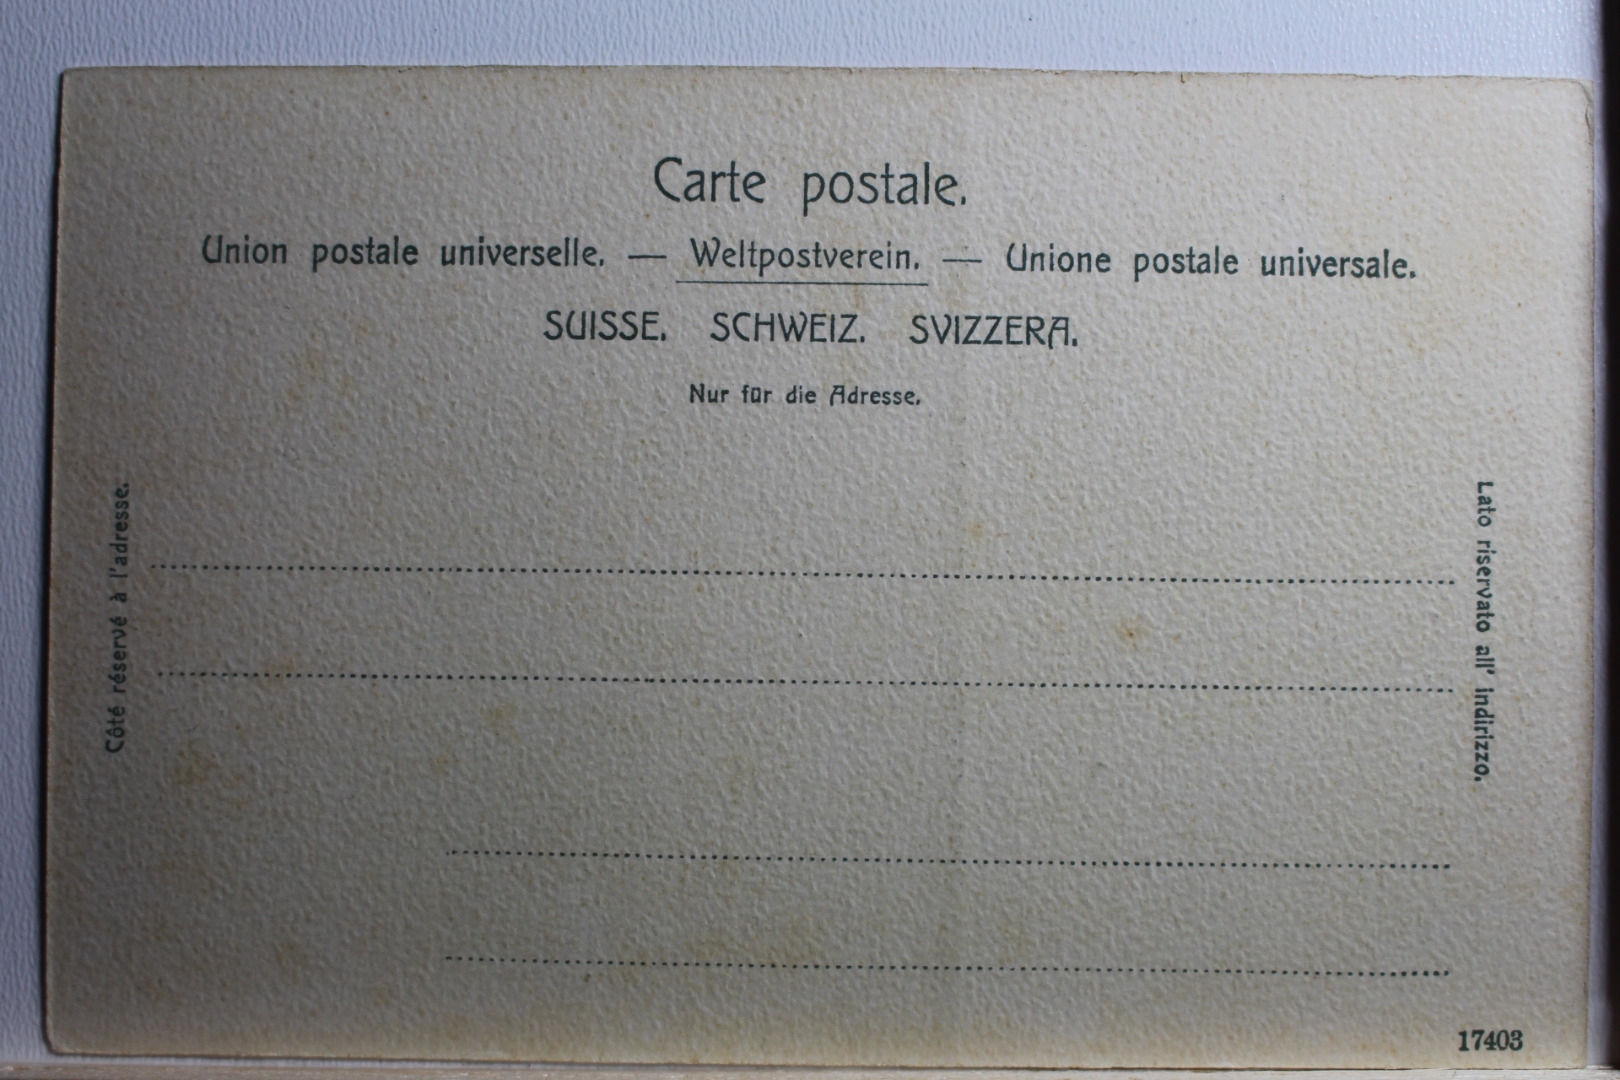 Carte postale.
Union postale universelle. — Weltpostverein. — Unione postale universale.
SUISSE. SCHWEIZ. SVIZZERA.
Nur für die Adresse.
Côté réservé à l'adresse.
Lato riservato all' indirizzo.
17403